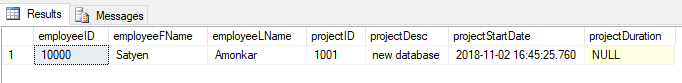 Results Messages
employeeID employeeFName employeeLName projectID projectDesc projectStartDate projectDuration
1 10000 Satyen Amonkar 1001 new database 2018-11-02 16:45:25.760 NULL